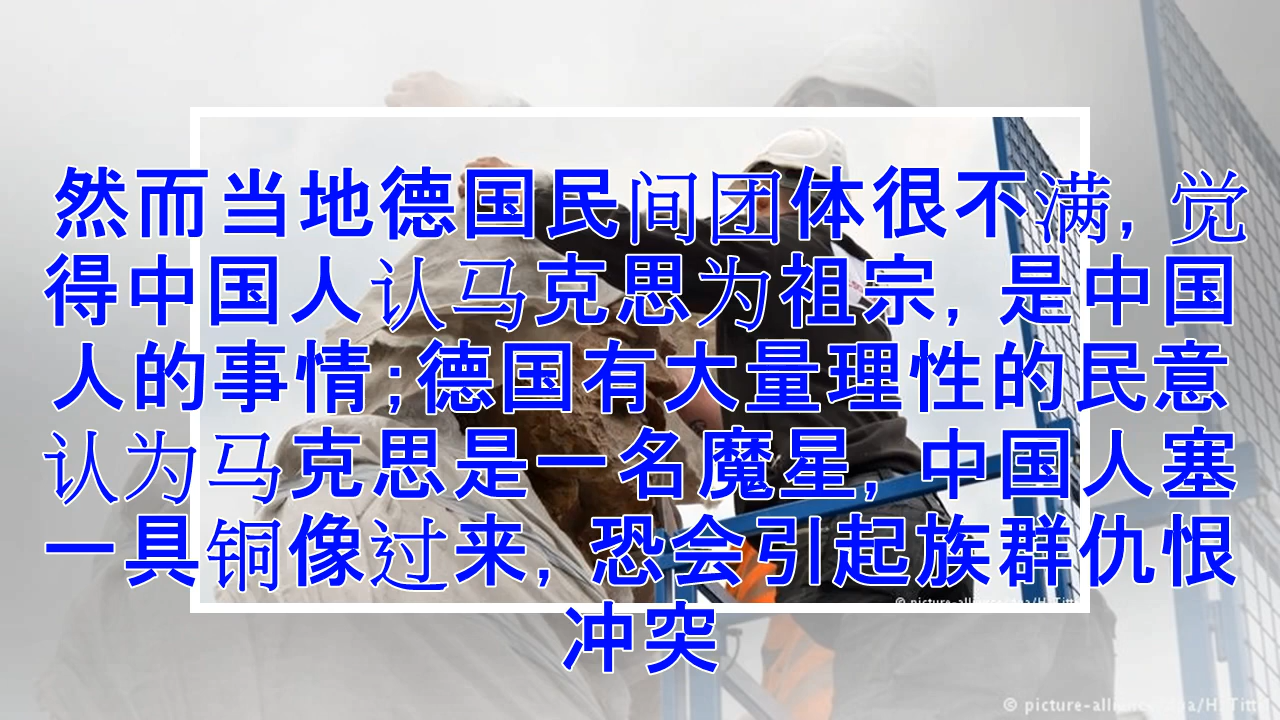 然而当地德国民间团体很不满, 觉
得中国人认马克思为祖宗, 是中国
人的事情;德国有大量理性的民意
认为马克思是一名魔星, 中国人塞
一具铜像过来, 恐会引起族群仇恨
冲突
© picture-alliance/dpa/H. Tittel
© picture-alliance/dpa/H. Tittel